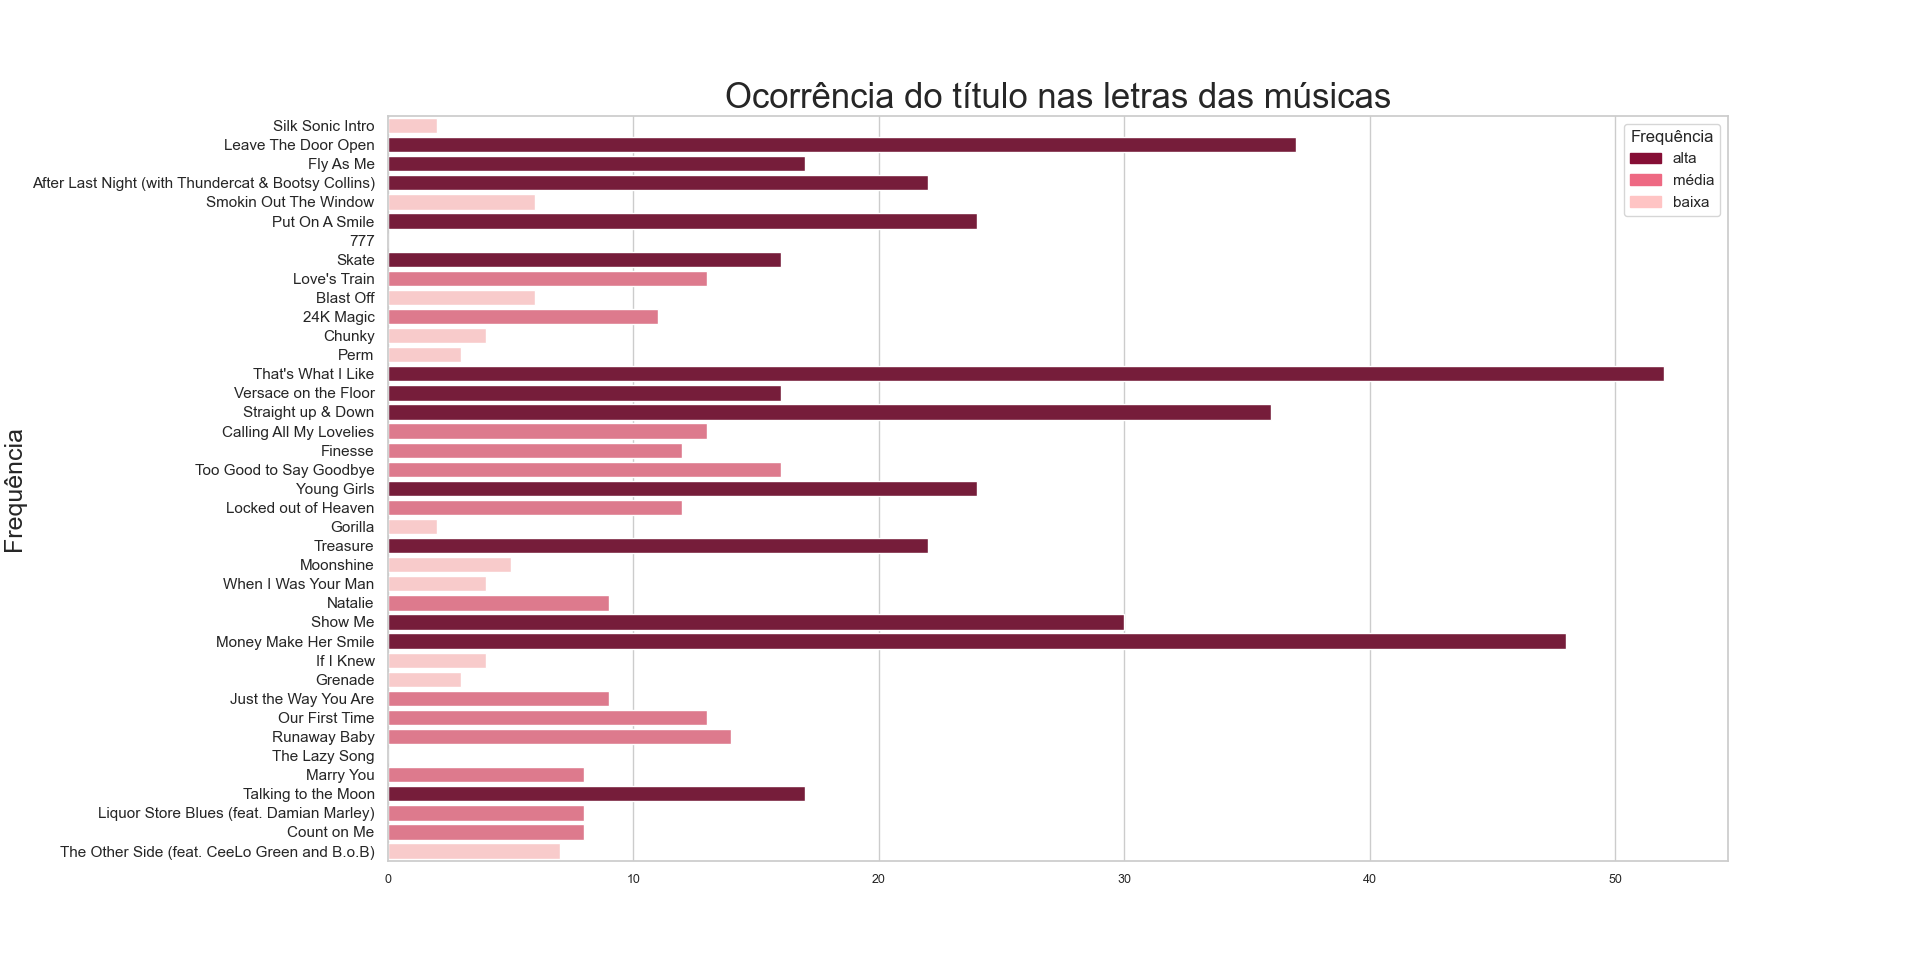 Ocorrência do título nas letras das músicas
Frequência
alta
média
baixa
Silk Sonic Intro
Leave The Door Open
Fly As Me
After Last Night (with Thundercat & Bootsy Collins)
Smokin Out The Window
Put On A Smile
777
Skate
Love's Train
Blast Off
24K Magic
Chunky
Perm
That's What I Like
Versace on the Floor
Straight up & Down
Calling All My Lovelies
Finesse
Too Good to Say Goodbye
Young Girls
Locked out of Heaven
Gorilla
Treasure
Moonshine
When I Was Your Man
Natalie
Show Me
Money Make Her Smile
If I Knew
Grenade
Just the Way You Are
Our First Time
Runaway Baby
The Lazy Song
Marry You
Talking to the Moon
Liquor Store Blues (feat. Damian Marley)
Count on Me
The Other Side (feat. CeeLo Green and B.o.B)
Frequência
0 10 20 30 40 50